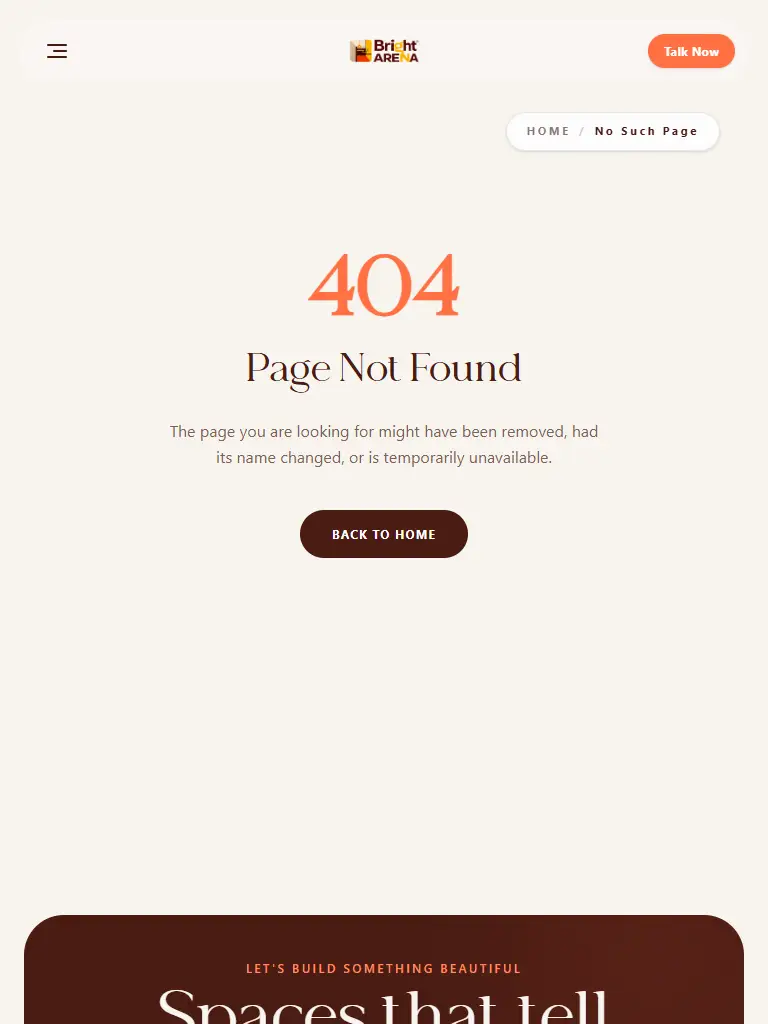 Bright
ARENA
Talk Now
HOME / No Such Page
404
Page Not Found
The page you are looking for might have been removed, had
its name changed, or is temporarily unavailable.
BACK TO HOME
LET'S BUILD SOMETHING BEAUTIFUL
Spaces that tell